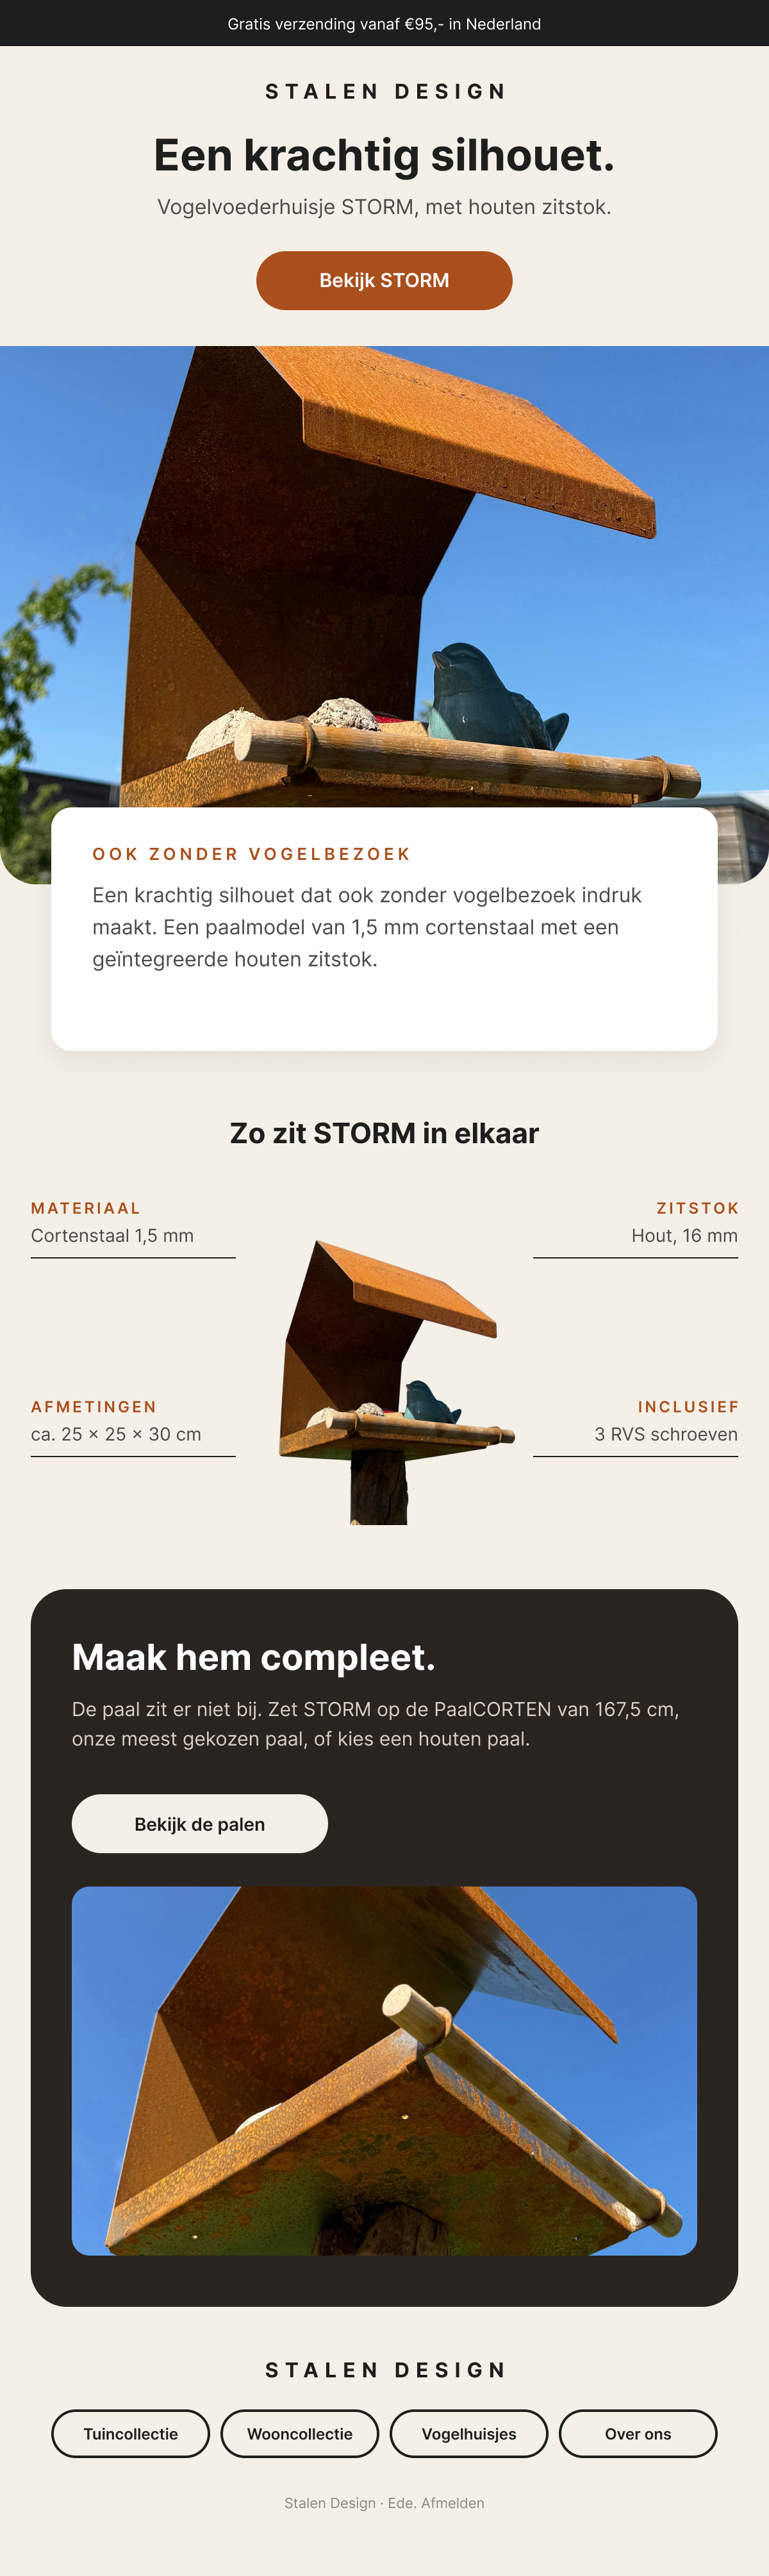 Gratis verzending vanaf €95,- in Nederland
STALEN DESIGN
Een krachtig silhouet.
Vogelvoederhuisje STORM, met houten zitstok.
Bekijk STORM
OOK ZONDER VOGELBEZOEK
Een krachtig silhouet dat ook zonder vogelbezoek indruk
maakt. Een paalmodel van 1,5 mm cortenstaal met een
geïntegreerde houten zitstok.
Zo zit STORM in elkaar
MATERIAAL
Cortenstaal 1,5 mm
ZITSTOK
Hout, 16 mm
AFMETINGEN
ca. 25 × 25 × 30 cm
INCLUSIEF
3 RVS schroeven
Maak hem compleet.
De paal zit er niet bij. Zet STORM op de PaalCORTEN van 167,5 cm,
onze meest gekozen paal, of kies een houten paal.
Bekijk de palen
STALEN DESIGN
Tuincollectie
Wooncollectie
Vogelhuisjes
Over ons
Stalen Design · Ede. Afmelden